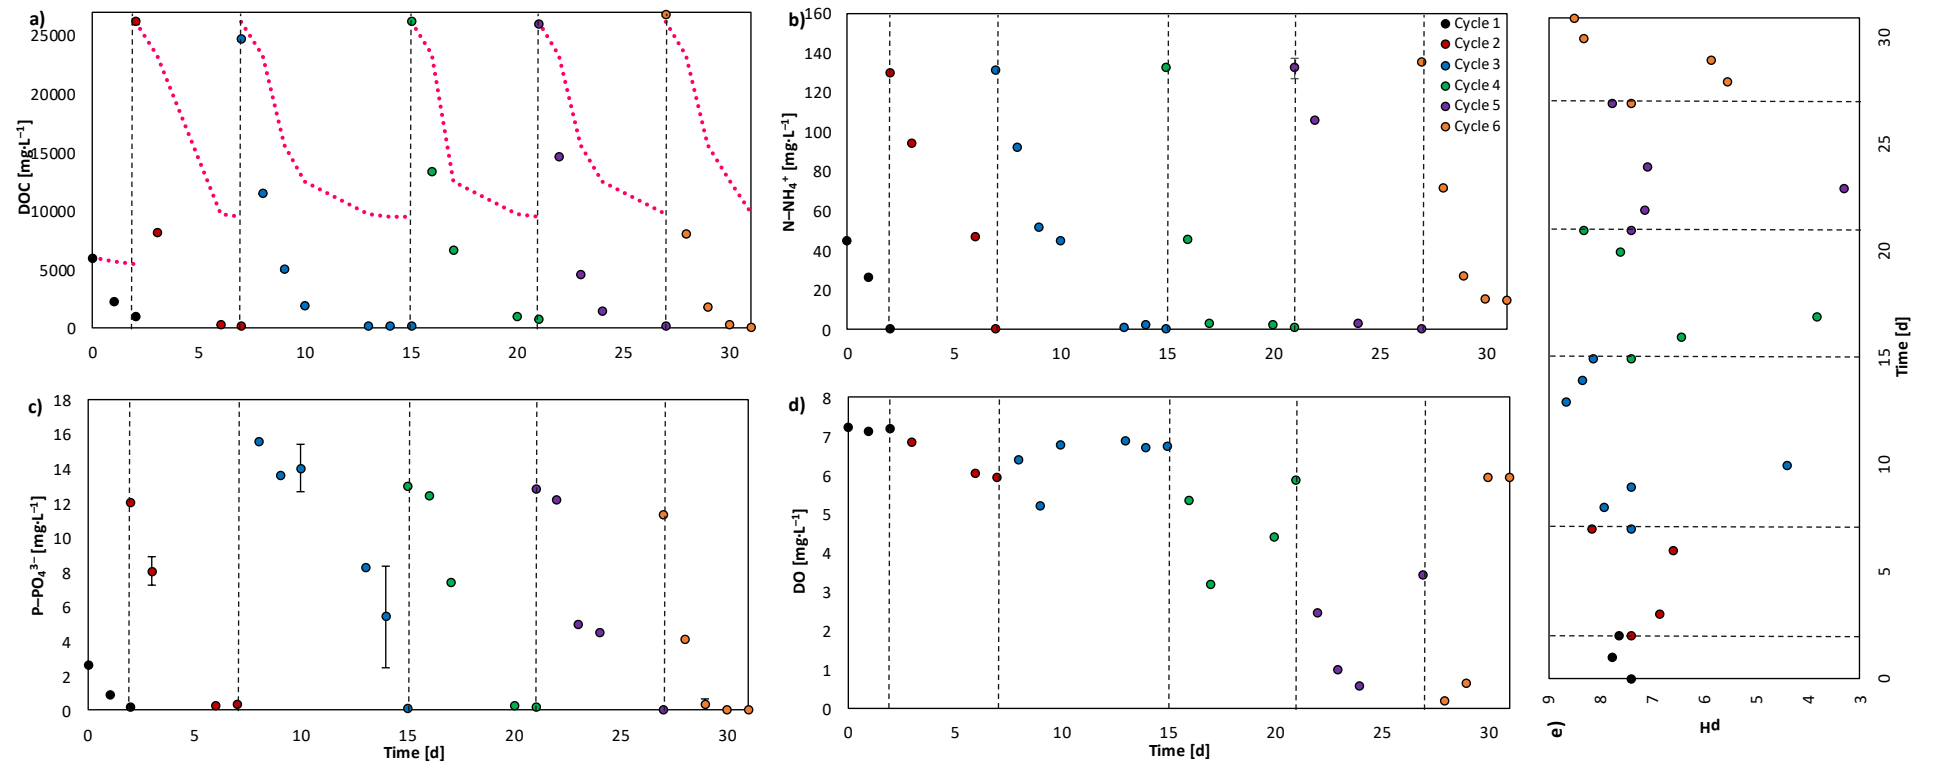 a)
DOC [mg·L⁻¹]
25000
20000
15000
10000
5000
0
0 5 10 15 20 25 30
b)
N–NH₄⁺ [mg·L⁻¹]
160
140
120
100
80
60
40
20
0
0 5 10 15 20 25 30
Cycle 1
Cycle 2
Cycle 3
Cycle 4
Cycle 5
Cycle 6
c)
P–PO₄³⁻ [mg·L⁻¹]
18
16
14
12
10
8
6
4
2
0
0 5 10 15 20 25 30
Time [d]
d)
DO [mg·L⁻¹]
8
7
6
5
4
3
2
1
0
0 5 10 15 20 25 30
Time [d]
e)
pH
9 8 7 6 5 4 3
Time [d]
0 5 10 15 20 25 30